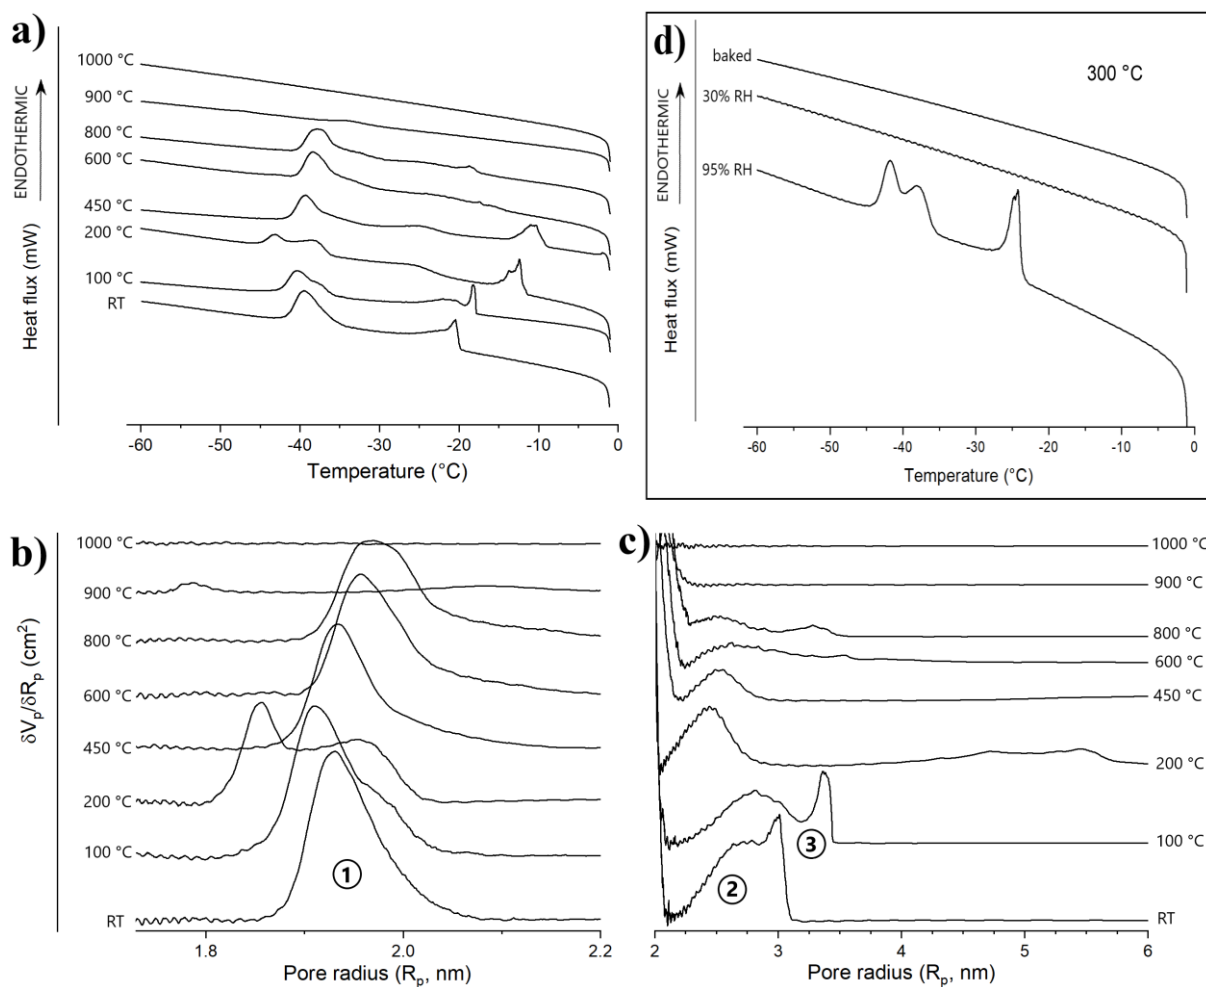 a)
1000 °C
900 °C
800 °C
600 °C
450 °C
200 °C
100 °C
RT
Heat flux (mW)
ENDOTHERMIC
-60 -50 -40 -30 -20 -10 0
Temperature (°C)
d)
300 °C
baked
30% RH
95% RH
Heat flux (mW)
ENDOTHERMIC
-60 -50 -40 -30 -20 -10 0
Temperature (°C)
b)
1000 °C
900 °C
800 °C
600 °C
450 °C
200 °C
100 °C
RT
δVp/δRp (cm²)
1
1.8 2.0 2.2
Pore radius (Rp, nm)
c)
1000 °C
900 °C
800 °C
600 °C
450 °C
200 °C
100 °C
RT
3
2
2 3 4 5 6
Pore radius (Rp, nm)